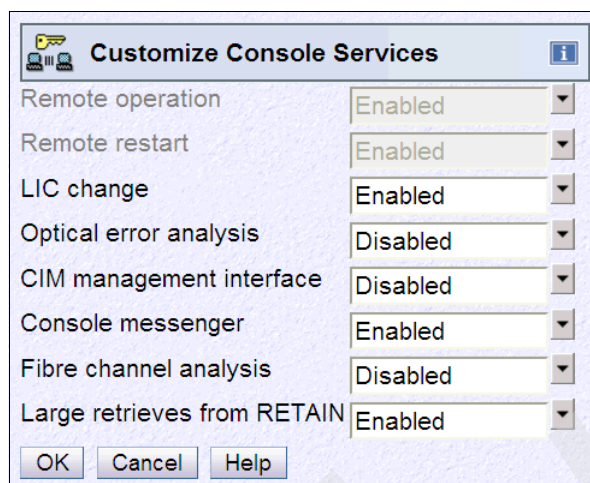 Customize Console Services i
Remote operation Enabled
Remote restart Enabled
LIC change Enabled
Optical error analysis Disabled
CIM management interface Disabled
Console messenger Enabled
Fibre channel analysis Disabled
Large retrieves from RETAIN Enabled
OK Cancel Help